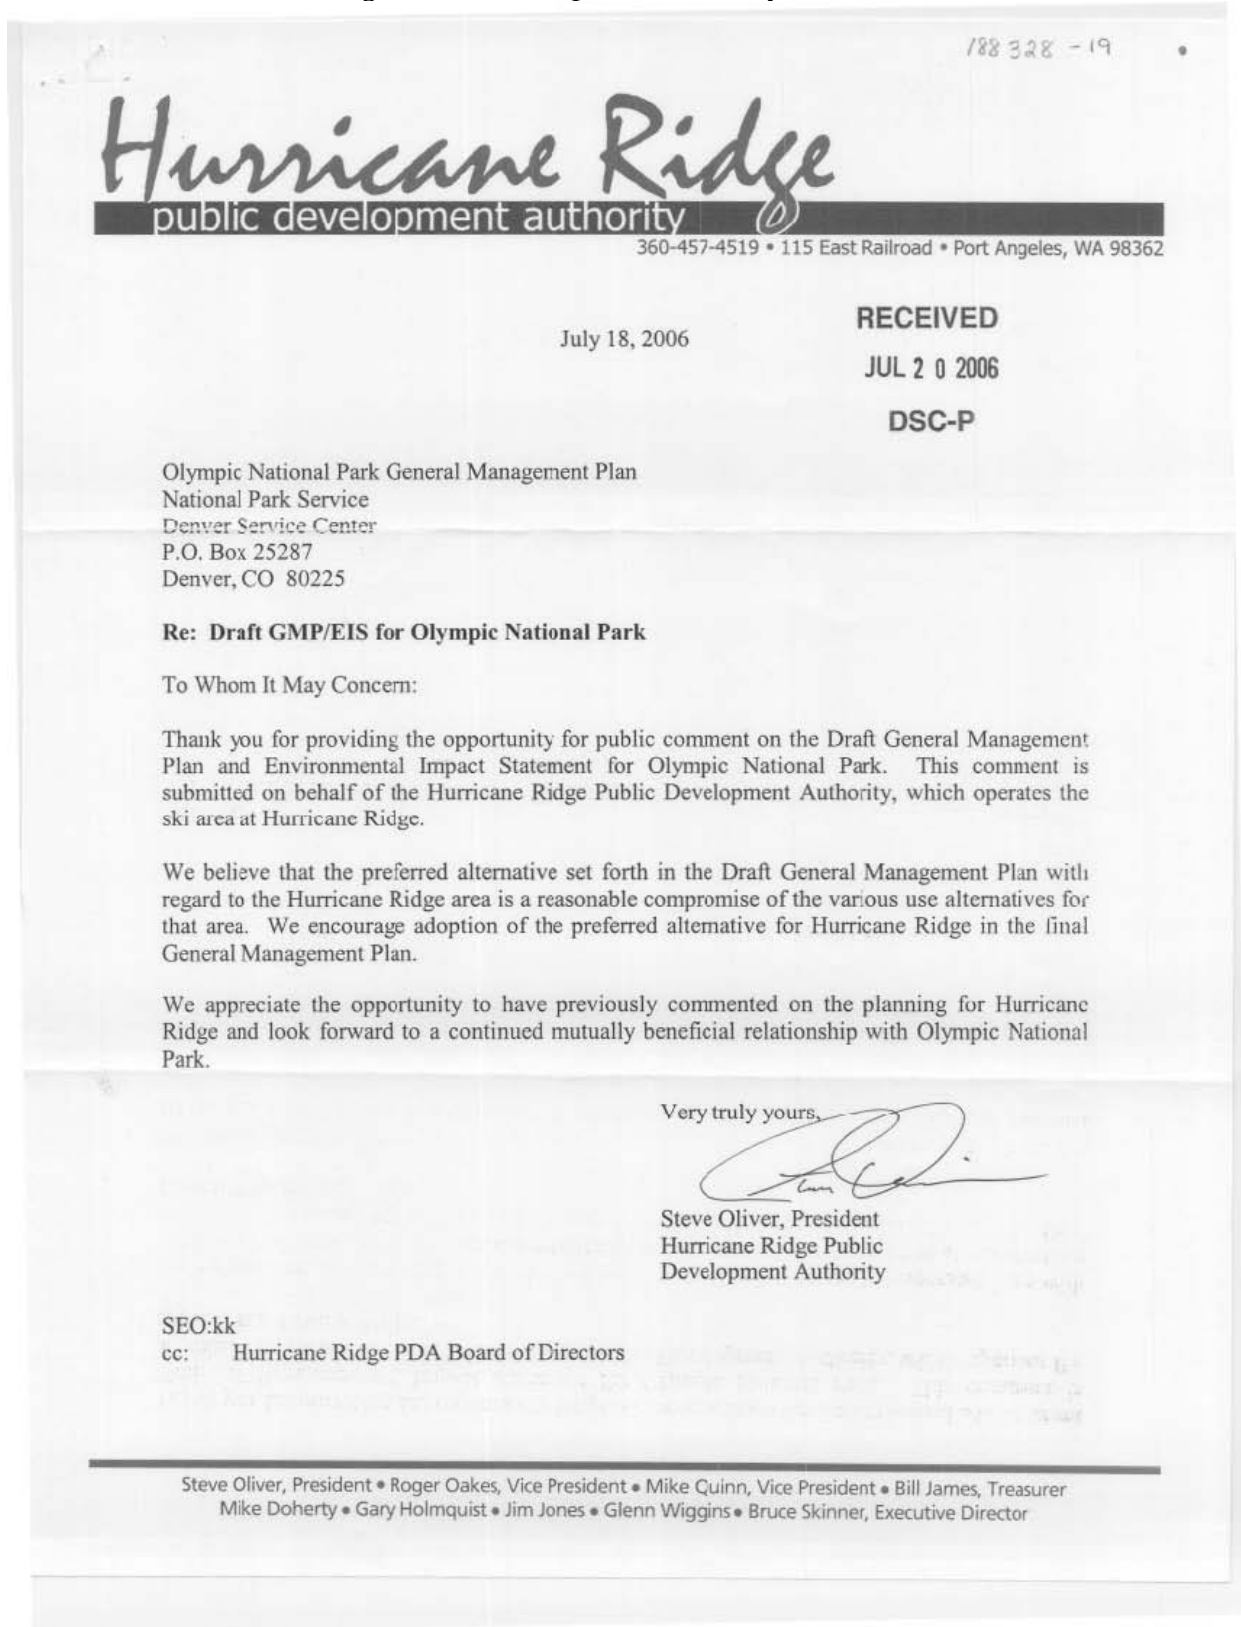 188328-19
Hurricane Ridge
public development authority
360-457-4519 • 115 East Railroad • Port Angeles, WA 98362
July 18, 2006
RECEIVED
JUL 20 2006
DSC-P
Olympic National Park General Management Plan
National Park Service
Denver Service Center
P.O. Box 25287
Denver, CO 80225
Re: Draft GMP/EIS for Olympic National Park
To Whom It May Concern:
Thank you for providing the opportunity for public comment on the Draft General Management
Plan and Environmental Impact Statement for Olympic National Park. This comment is
submitted on behalf of the Hurricane Ridge Public Development Authority, which operates the
ski area at Hurricane Ridge.
We believe that the preferred alternative set forth in the Draft General Management Plan with
regard to the Hurricane Ridge area is a reasonable compromise of the various use alternatives for
that area. We encourage adoption of the preferred alternative for Hurricane Ridge in the final
General Management Plan.
We appreciate the opportunity to have previously commented on the planning for Hurricane
Ridge and look forward to a continued mutually beneficial relationship with Olympic National
Park.
Very truly yours,
Steve Oliver, President
Hurricane Ridge Public
Development Authority
SEO:kk
cc: Hurricane Ridge PDA Board of Directors
Steve Oliver, President • Roger Oakes, Vice President • Mike Quinn, Vice President • Bill James, Treasurer
Mike Doherty • Gary Holmquist • Jim Jones • Glenn Wiggins • Bruce Skinner, Executive Director